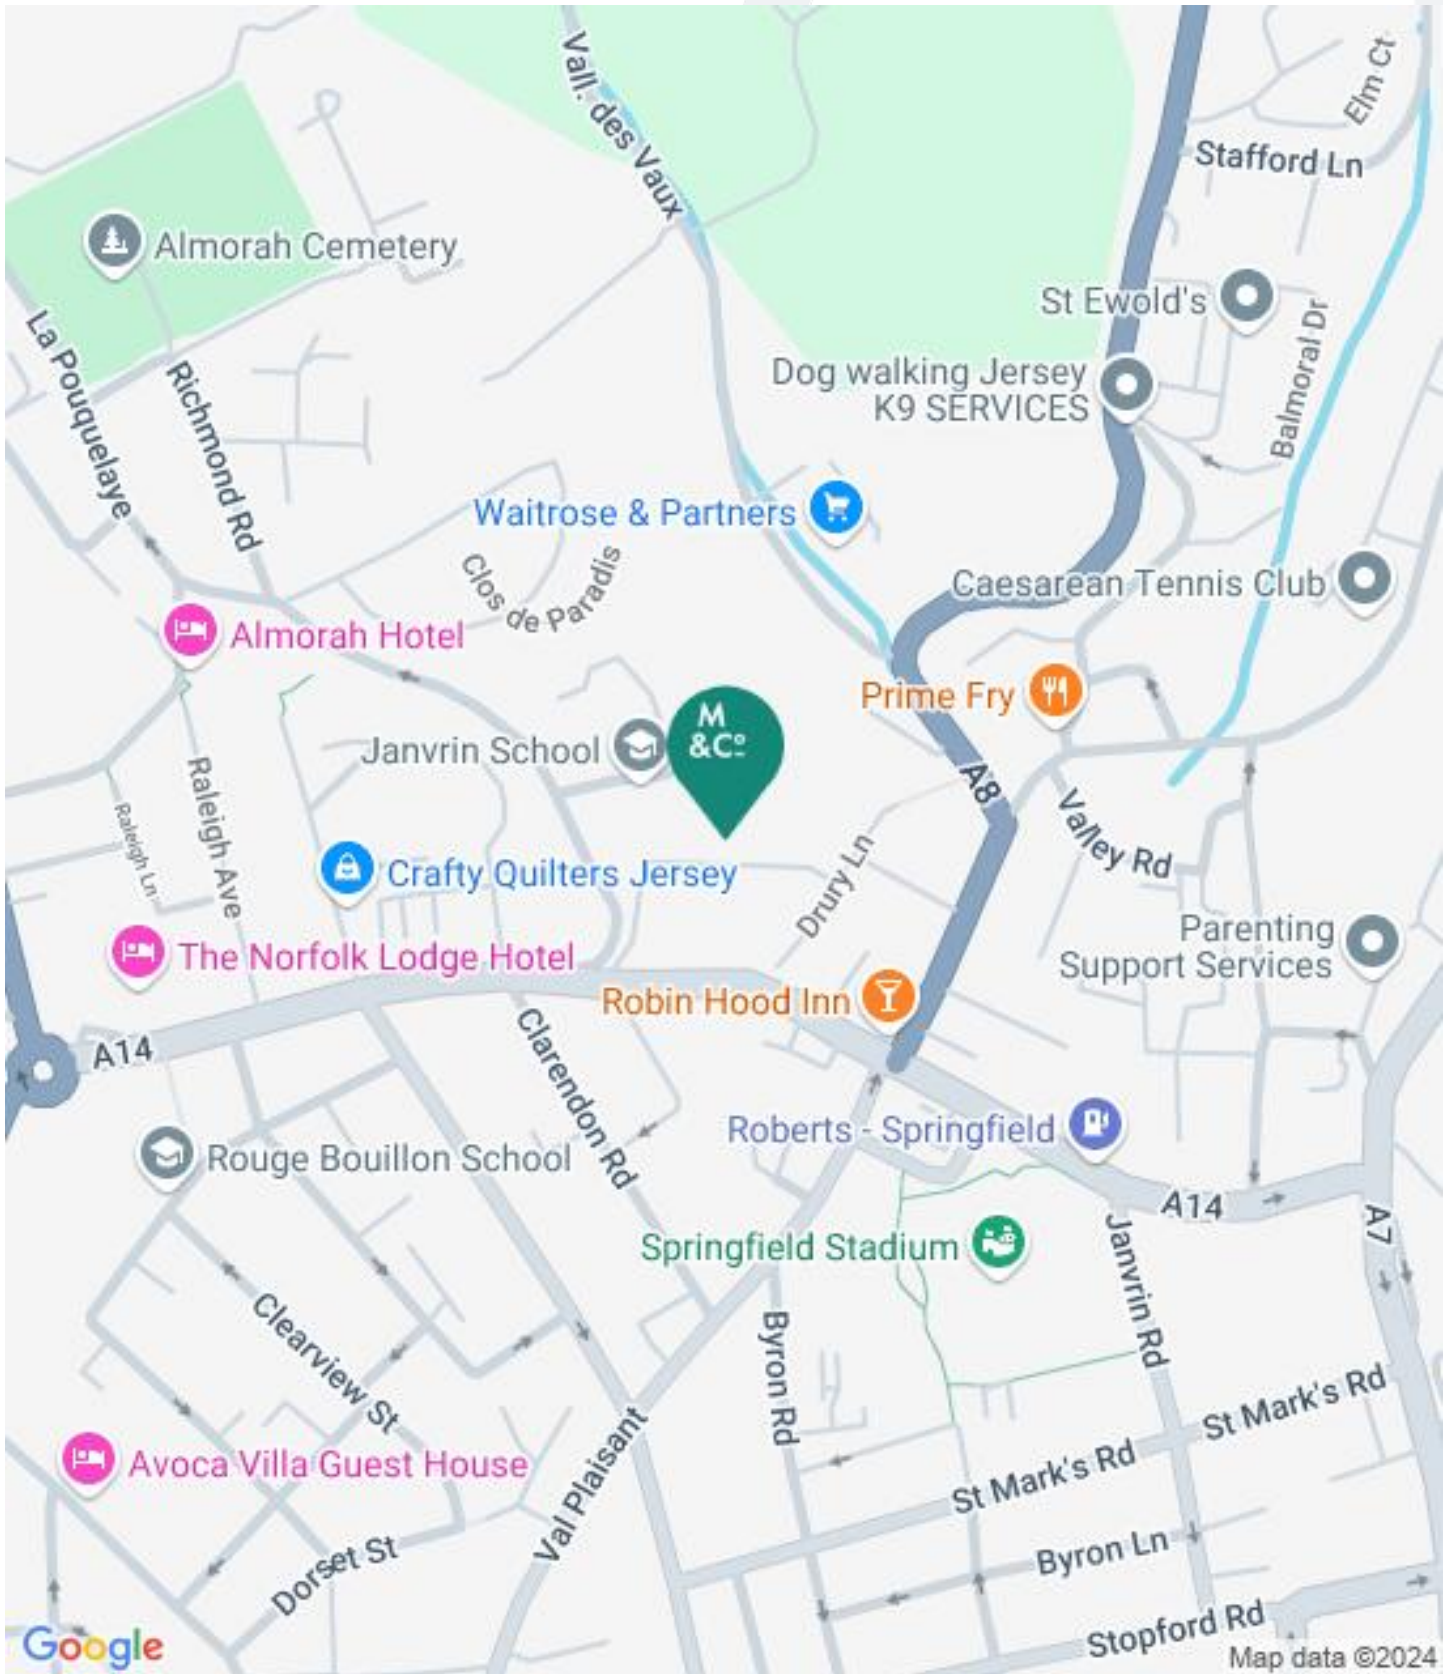 Vall. des Vaux
Elm Ct
Stafford Ln
Almorah Cemetery
St Ewold's
La Pouquelaye
Richmond Rd
Dog walking Jersey
K9 SERVICES
Balmoral Dr
Waitrose & Partners
Clos de Paradis
Caesarean Tennis Club
Almorah Hotel
Prime Fry
M
&Cº
Janvrin School
A8
Raleigh Ave
Raleigh Ln
Valley Rd
Crafty Quilters Jersey
Drury Ln
Parenting
Support Services
The Norfolk Lodge Hotel
Robin Hood Inn
A14
Clarendon Rd
Roberts - Springfield
Rouge Bouillon School
A14
A7
Springfield Stadium
Janvrin Rd
Clearview St
Byron Rd
St Mark's Rd
Avoca Villa Guest House
Val Plaisant
St Mark's Rd
Byron Ln
Dorset St
Stopford Rd
Google
Map data ©2024